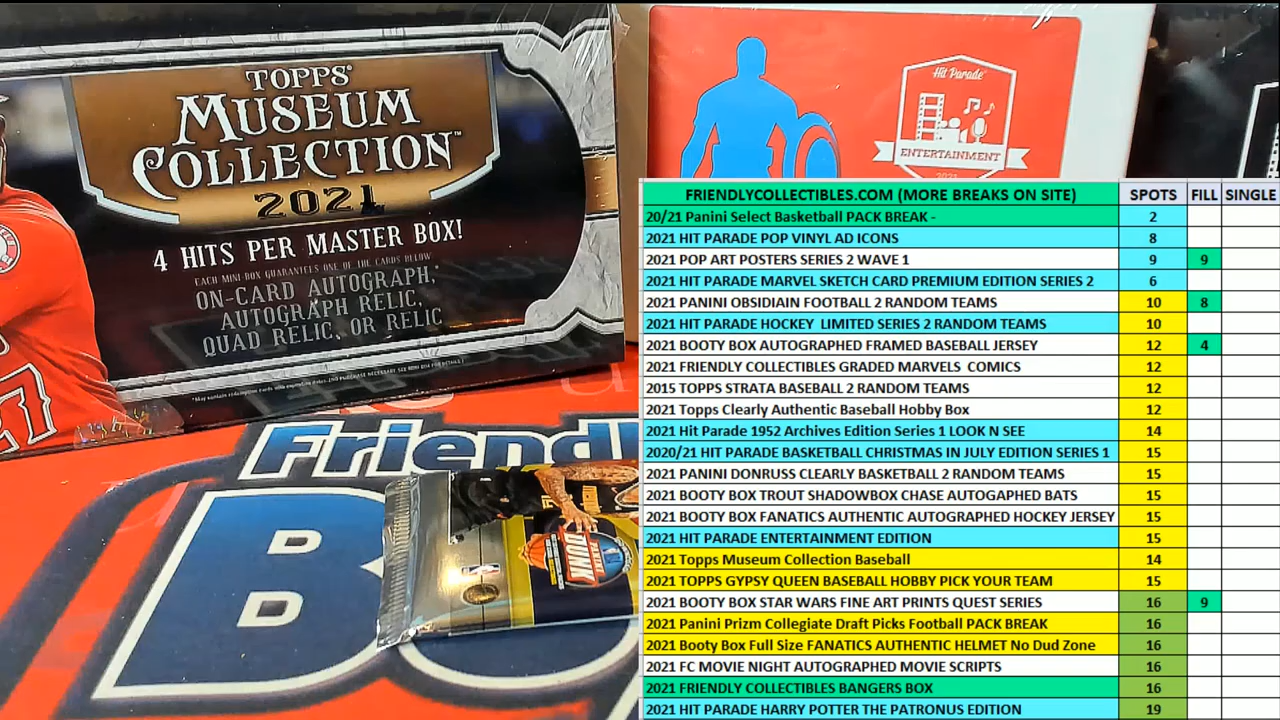 TOPPS
MUSEUM
COLLECTION™
2021
4 HITS PER MASTER BOX!
EACH MINI-BOX GUARANTEES ONE OF THE CARDS BELOW
ON-CARD AUTOGRAPH,*
AUTOGRAPH RELIC,
QUAD RELIC, OR RELIC
Hit Parade
ENTERTAINMENT
2021
Friendl
B
FRIENDLYCOLLECTIBLES.COM (MORE BREAKS ON SITE) SPOTS FILL SINGLE
20/21 Panini Select Basketball PACK BREAK - 2
2021 HIT PARADE POP VINYL AD ICONS 8
2021 POP ART POSTERS SERIES 2 WAVE 1 9 9
2021 HIT PARADE MARVEL SKETCH CARD PREMIUM EDITION SERIES 2 6
2021 PANINI OBSIDIAIN FOOTBALL 2 RANDOM TEAMS 10 8
2021 HIT PARADE HOCKEY LIMITED SERIES 2 RANDOM TEAMS 10
2021 BOOTY BOX AUTOGRAPHED FRAMED BASEBALL JERSEY 12 4
2021 FRIENDLY COLLECTIBLES GRADED MARVELS COMICS 12
2015 TOPPS STRATA BASEBALL 2 RANDOM TEAMS 12
2021 Topps Clearly Authentic Baseball Hobby Box 12
2021 Hit Parade 1952 Archives Edition Series 1 LOOK N SEE 14
2020/21 HIT PARADE BASKETBALL CHRISTMAS IN JULY EDITION SERIES 1 15
2021 PANINI DONRUSS CLEARLY BASKETBALL 2 RANDOM TEAMS 15
2021 BOOTY BOX TROUT SHADOWBOX CHASE AUTOGAPHED BATS 15
2021 BOOTY BOX FANATICS AUTHENTIC AUTOGRAPHED HOCKEY JERSEY 15
2021 HIT PARADE ENTERTAINMENT EDITION 15
2021 Topps Museum Collection Baseball 14
2021 TOPPS GYPSY QUEEN BASEBALL HOBBY PICK YOUR TEAM 15
2021 BOOTY BOX STAR WARS FINE ART PRINTS QUEST SERIES 16 9
2021 Panini Prizm Collegiate Draft Picks Football PACK BREAK 16
2021 Booty Box Full Size FANATICS AUTHENTIC HELMET No Dud Zone 16
2021 FC MOVIE NIGHT AUTOGRAPHED MOVIE SCRIPTS 16
2021 FRIENDLY COLLECTIBLES BANGERS BOX 16
2021 HIT PARADE HARRY POTTER THE PATRONUS EDITION 19